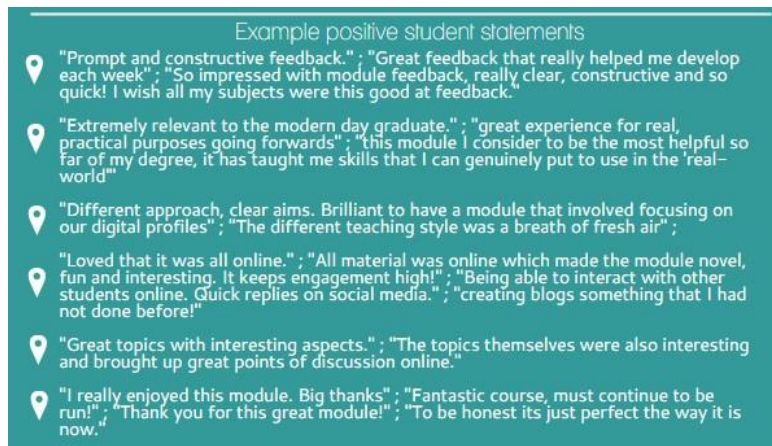 Example positive student statements
"Prompt and constructive feedback." ; "Great feedback that really helped me develop
each week" ; "So impressed with module feedback, really clear, constructive and so
quick! I wish all my subjects were this good at feedback."
"Extremely relevant to the modern day graduate." ; "great experience for real,
practical purposes going forwards" ; "this module I consider to be the most helpful so
far of my degree, it has taught me skills that I can genuinely put to use in the 'real-
world'"
"Different approach, clear aims. Brilliant to have a module that involved focusing on
our digital profiles" ; "The different teaching style was a breath of fresh air" ;
"Loved that it was all online." ; "All material was online which made the module novel,
fun and interesting. It keeps engagement high!" ; "Being able to interact with other
students online. Quick replies on social media." ; "creating blogs something that I had
not done before!"
"Great topics with interesting aspects." ; "The topics themselves were also interesting
and brought up great points of discussion online."
"I really enjoyed this module. Big thanks" ; "Fantastic course, must continue to be
run!" ; "Thank you for this great module!" ; "To be honest its just perfect the way it is
now."